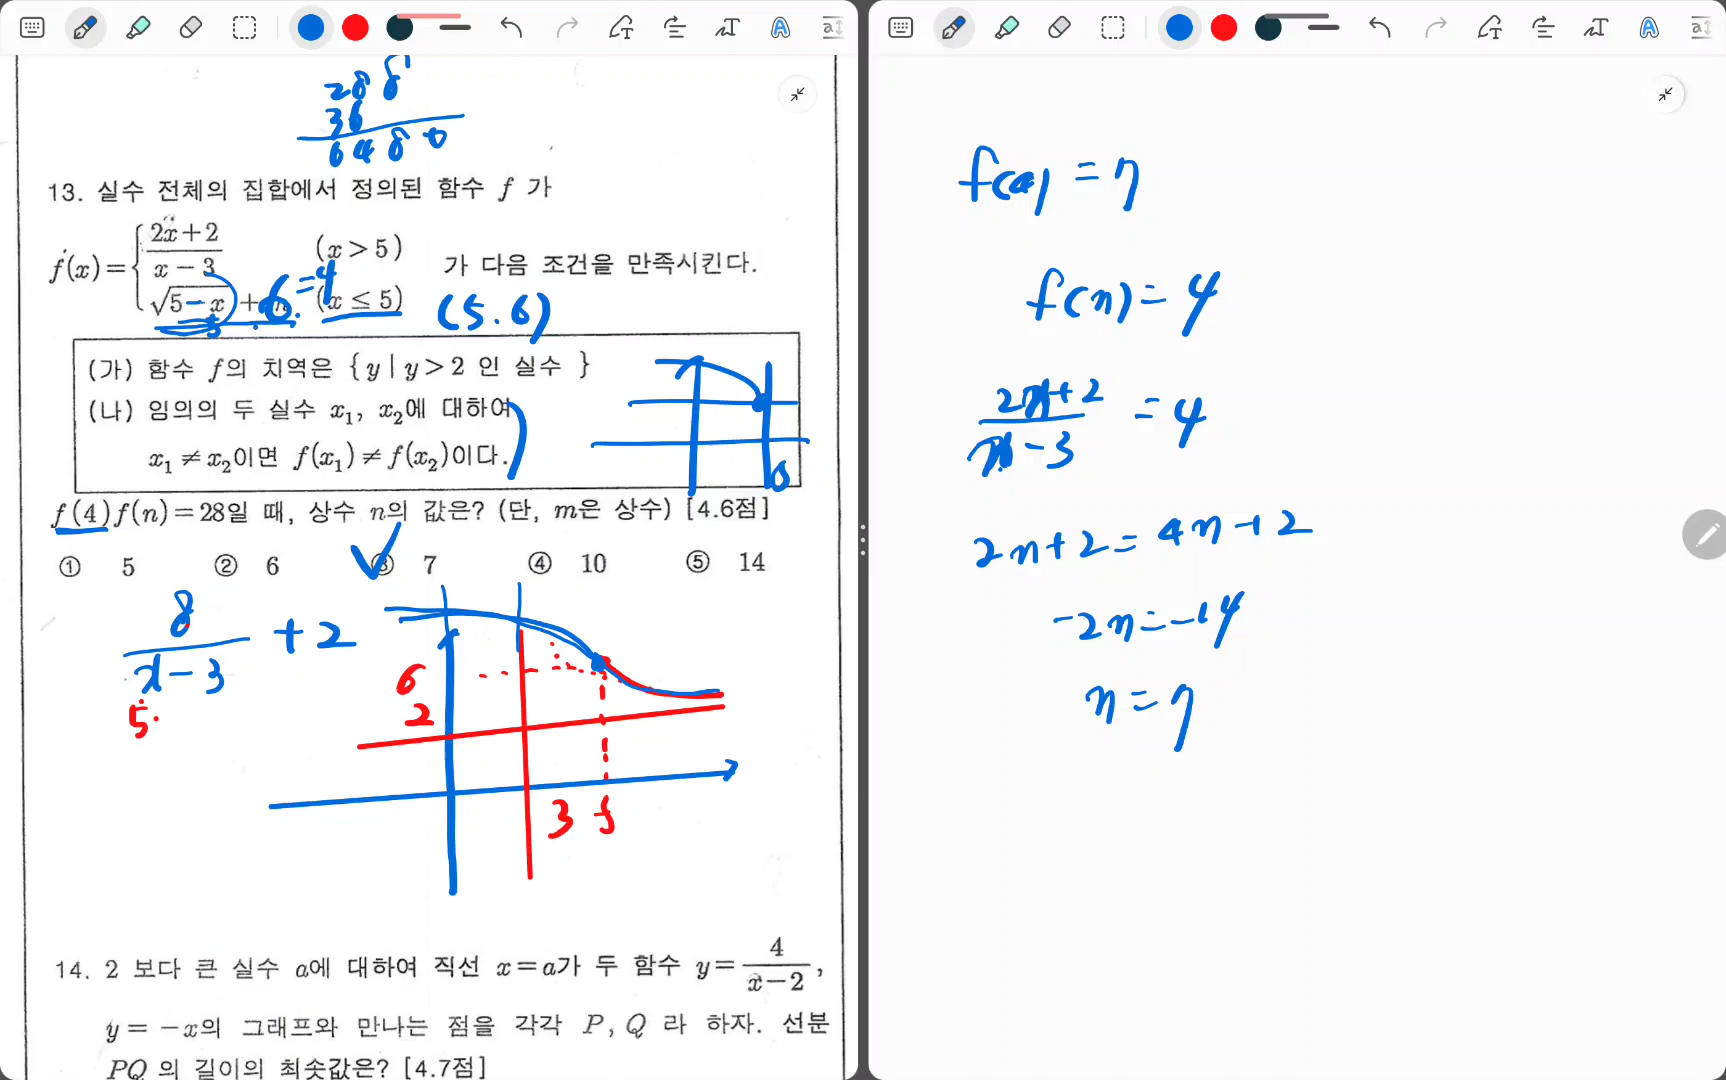 28 8
36
64 8 0
13. 실수 전체의 집합에서 정의된 함수 f 가
f(x) = { (2x+2)/(x-3) (x > 5)
√(5-x) + 6 = 4 (x ≤ 5)
가 다음 조건을 만족시킨다.
(5.6)
(가) 함수 f의 치역은 {y | y > 2 인 실수 }
(나) 임의의 두 실수 x₁, x₂에 대하여
x₁ ≠ x₂이면 f(x₁) ≠ f(x₂)이다.
f(4)f(n) = 28일 때, 상수 n의 값은? (단, m은 상수) [4.6점]
① 5 ② 6 ③ 7 ④ 10 ⑤ 14
8/(x-3) + 2
5.
6
2
3
14. 2 보다 큰 실수 a에 대하여 직선 x = a가 두 함수 y = 4/(x-2),
y = -x의 그래프와 만나는 점을 각각 P, Q 라 하자. 선분
PQ 의 길이의 최솟값은? [4.7점]
f(4) = 7
f(n) = 4
(2n+2)/(n-3) = 4
2n+2 = 4n-12
-2n = -14
n = 7